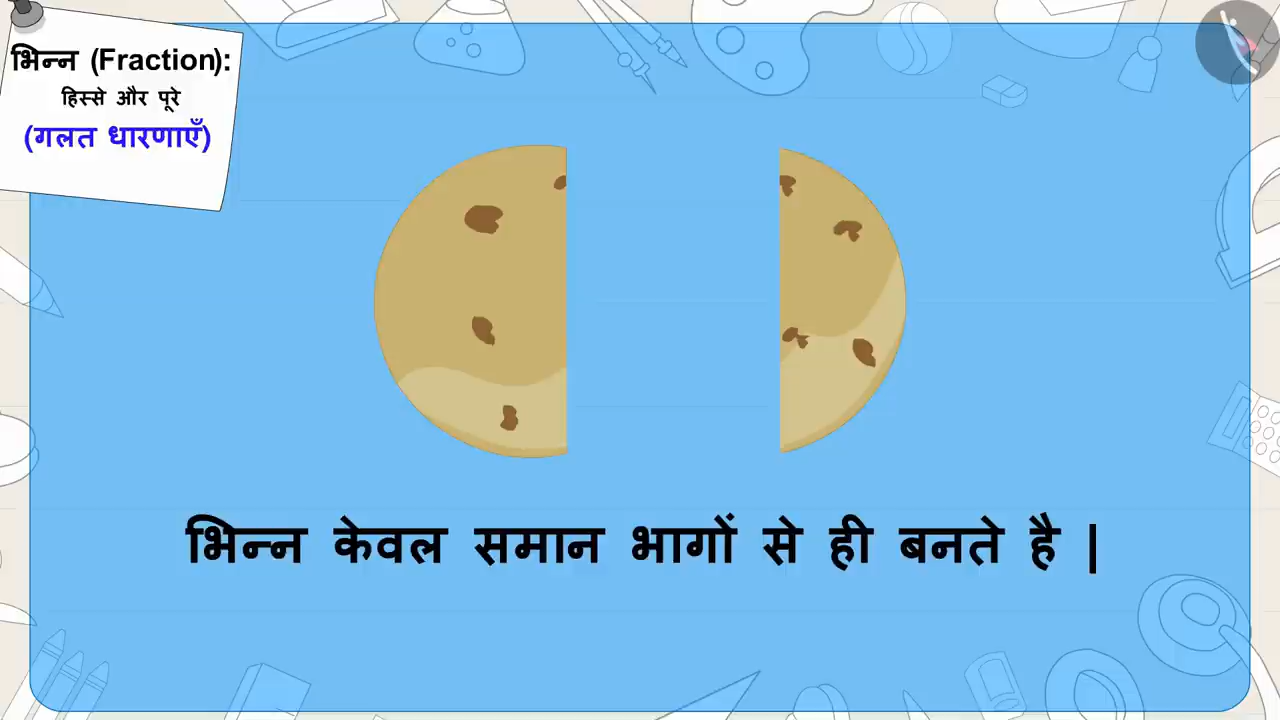 भिन्न (Fraction):
हिस्से और पूरे
(गलत धारणाएँ)
भिन्न केवल समान भागों से ही बनते है |